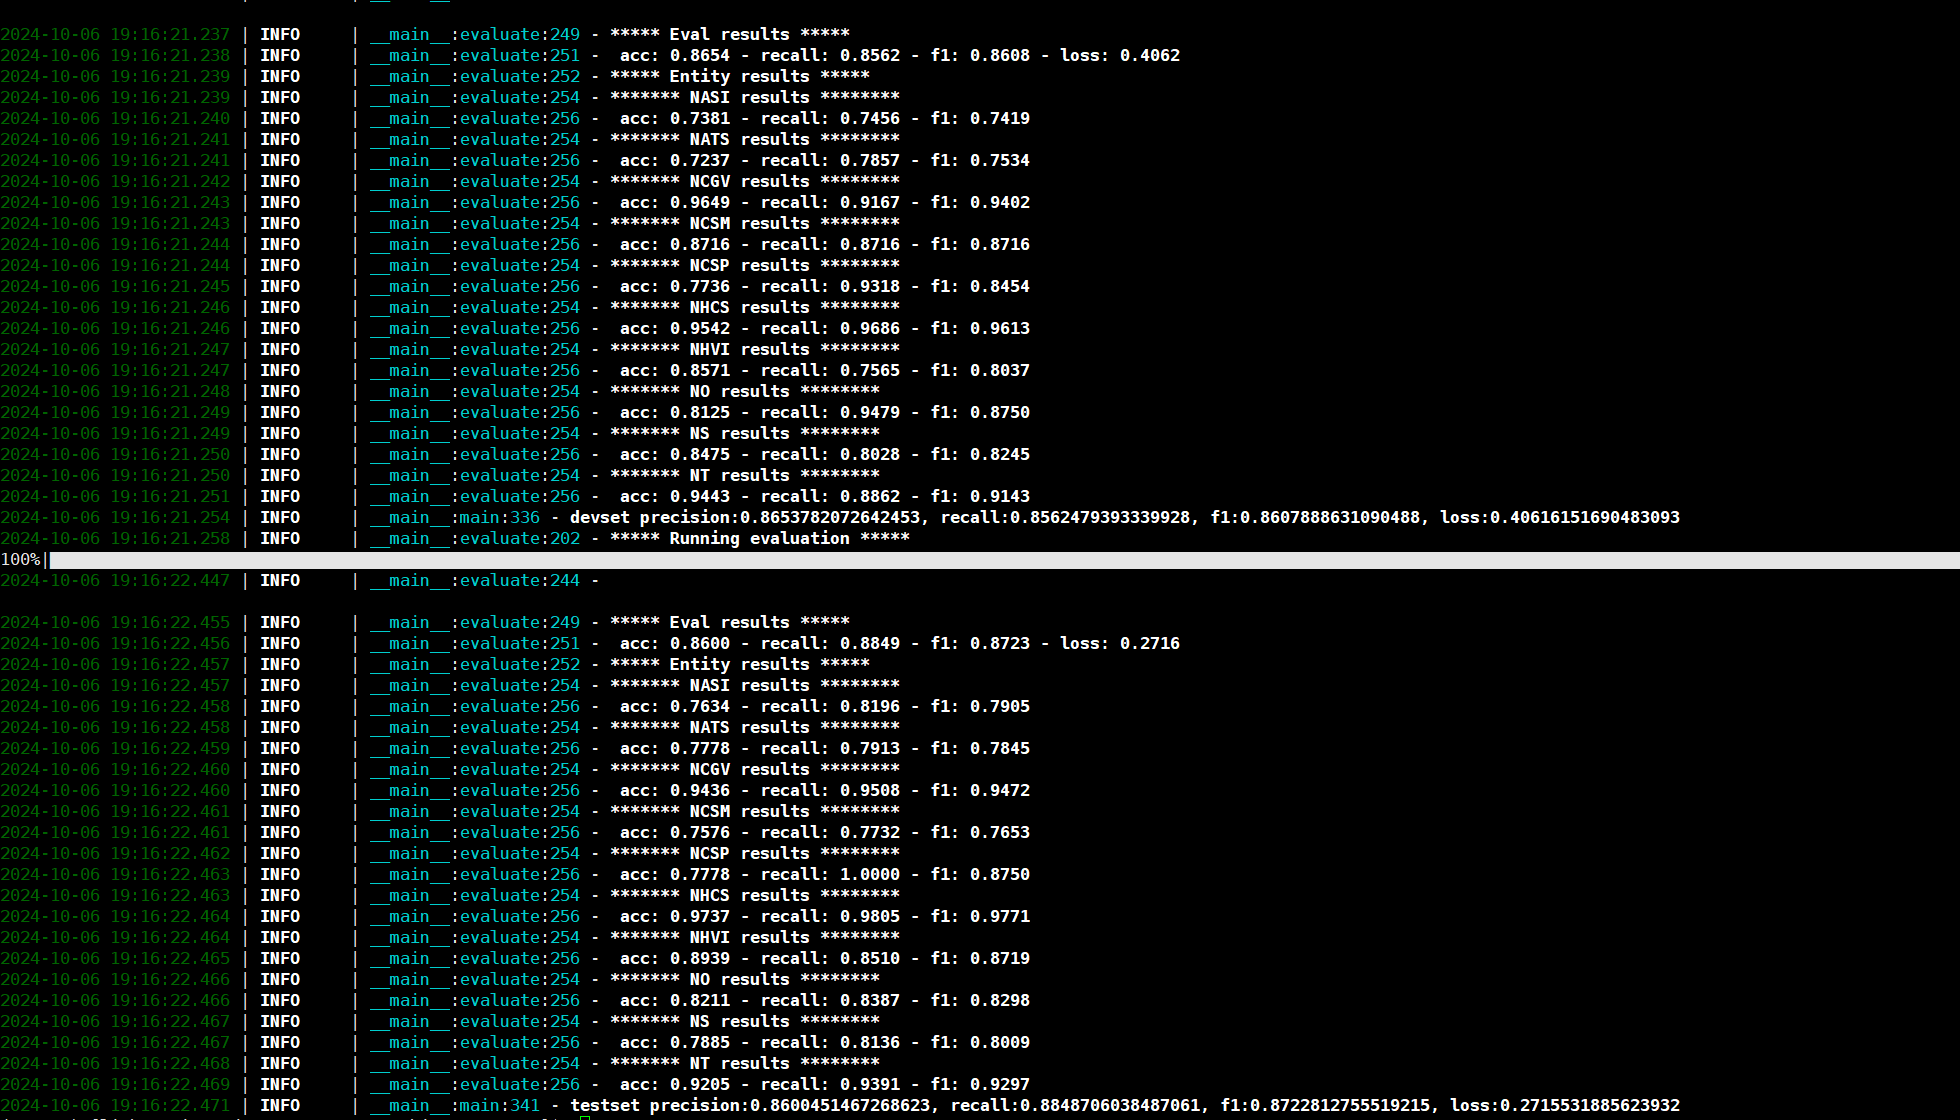 2024-10-06 19:16:21.237 | INFO     | __main__:evaluate:249 - ***** Eval results *****
2024-10-06 19:16:21.238 | INFO     | __main__:evaluate:251 -  acc: 0.8654 - recall: 0.8562 - f1: 0.8608 - loss: 0.4062
2024-10-06 19:16:21.239 | INFO     | __main__:evaluate:252 - ***** Entity results *****
2024-10-06 19:16:21.239 | INFO     | __main__:evaluate:254 - ******* NASI results ********
2024-10-06 19:16:21.240 | INFO     | __main__:evaluate:256 -  acc: 0.7381 - recall: 0.7456 - f1: 0.7419
2024-10-06 19:16:21.241 | INFO     | __main__:evaluate:254 - ******* NATS results ********
2024-10-06 19:16:21.241 | INFO     | __main__:evaluate:256 -  acc: 0.7237 - recall: 0.7857 - f1: 0.7534
2024-10-06 19:16:21.242 | INFO     | __main__:evaluate:254 - ******* NCGV results ********
2024-10-06 19:16:21.243 | INFO     | __main__:evaluate:256 -  acc: 0.9649 - recall: 0.9167 - f1: 0.9402
2024-10-06 19:16:21.243 | INFO     | __main__:evaluate:254 - ******* NCSM results ********
2024-10-06 19:16:21.244 | INFO     | __main__:evaluate:256 -  acc: 0.8716 - recall: 0.8716 - f1: 0.8716
2024-10-06 19:16:21.244 | INFO     | __main__:evaluate:254 - ******* NCSP results ********
2024-10-06 19:16:21.245 | INFO     | __main__:evaluate:256 -  acc: 0.7736 - recall: 0.9318 - f1: 0.8454
2024-10-06 19:16:21.246 | INFO     | __main__:evaluate:254 - ******* NHCS results ********
2024-10-06 19:16:21.246 | INFO     | __main__:evaluate:256 -  acc: 0.9542 - recall: 0.9686 - f1: 0.9613
2024-10-06 19:16:21.247 | INFO     | __main__:evaluate:254 - ******* NHVI results ********
2024-10-06 19:16:21.247 | INFO     | __main__:evaluate:256 -  acc: 0.8571 - recall: 0.7565 - f1: 0.8037
2024-10-06 19:16:21.248 | INFO     | __main__:evaluate:254 - ******* NO results ********
2024-10-06 19:16:21.249 | INFO     | __main__:evaluate:256 -  acc: 0.8125 - recall: 0.9479 - f1: 0.8750
2024-10-06 19:16:21.249 | INFO     | __main__:evaluate:254 - ******* NS results ********
2024-10-06 19:16:21.250 | INFO     | __main__:evaluate:256 -  acc: 0.8475 - recall: 0.8028 - f1: 0.8245
2024-10-06 19:16:21.250 | INFO     | __main__:evaluate:254 - ******* NT results ********
2024-10-06 19:16:21.251 | INFO     | __main__:evaluate:256 -  acc: 0.9443 - recall: 0.8862 - f1: 0.9143
2024-10-06 19:16:21.254 | INFO     | __main__:main:336 - devset precision:0.8653782072642453, recall:0.8562479393339928, f1:0.8607888631090488, loss:0.40616151690483093
2024-10-06 19:16:21.258 | INFO     | __main__:evaluate:202 - ***** Running evaluation *****
100%|
2024-10-06 19:16:22.447 | INFO     | __main__:evaluate:244 -
2024-10-06 19:16:22.455 | INFO     | __main__:evaluate:249 - ***** Eval results *****
2024-10-06 19:16:22.456 | INFO     | __main__:evaluate:251 -  acc: 0.8600 - recall: 0.8849 - f1: 0.8723 - loss: 0.2716
2024-10-06 19:16:22.457 | INFO     | __main__:evaluate:252 - ***** Entity results *****
2024-10-06 19:16:22.457 | INFO     | __main__:evaluate:254 - ******* NASI results ********
2024-10-06 19:16:22.458 | INFO     | __main__:evaluate:256 -  acc: 0.7634 - recall: 0.8196 - f1: 0.7905
2024-10-06 19:16:22.458 | INFO     | __main__:evaluate:254 - ******* NATS results ********
2024-10-06 19:16:22.459 | INFO     | __main__:evaluate:256 -  acc: 0.7778 - recall: 0.7913 - f1: 0.7845
2024-10-06 19:16:22.460 | INFO     | __main__:evaluate:254 - ******* NCGV results ********
2024-10-06 19:16:22.460 | INFO     | __main__:evaluate:256 -  acc: 0.9436 - recall: 0.9508 - f1: 0.9472
2024-10-06 19:16:22.461 | INFO     | __main__:evaluate:254 - ******* NCSM results ********
2024-10-06 19:16:22.461 | INFO     | __main__:evaluate:256 -  acc: 0.7576 - recall: 0.7732 - f1: 0.7653
2024-10-06 19:16:22.462 | INFO     | __main__:evaluate:254 - ******* NCSP results ********
2024-10-06 19:16:22.463 | INFO     | __main__:evaluate:256 -  acc: 0.7778 - recall: 1.0000 - f1: 0.8750
2024-10-06 19:16:22.463 | INFO     | __main__:evaluate:254 - ******* NHCS results ********
2024-10-06 19:16:22.464 | INFO     | __main__:evaluate:256 -  acc: 0.9737 - recall: 0.9805 - f1: 0.9771
2024-10-06 19:16:22.464 | INFO     | __main__:evaluate:254 - ******* NHVI results ********
2024-10-06 19:16:22.465 | INFO     | __main__:evaluate:256 -  acc: 0.8939 - recall: 0.8510 - f1: 0.8719
2024-10-06 19:16:22.466 | INFO     | __main__:evaluate:254 - ******* NO results ********
2024-10-06 19:16:22.466 | INFO     | __main__:evaluate:256 -  acc: 0.8211 - recall: 0.8387 - f1: 0.8298
2024-10-06 19:16:22.467 | INFO     | __main__:evaluate:254 - ******* NS results ********
2024-10-06 19:16:22.467 | INFO     | __main__:evaluate:256 -  acc: 0.7885 - recall: 0.8136 - f1: 0.8009
2024-10-06 19:16:22.468 | INFO     | __main__:evaluate:254 - ******* NT results ********
2024-10-06 19:16:22.469 | INFO     | __main__:evaluate:256 -  acc: 0.9205 - recall: 0.9391 - f1: 0.9297
2024-10-06 19:16:22.471 | INFO     | __main__:main:341 - testset precision:0.8600451467268623, recall:0.8848706038487061, f1:0.8722812755519215, loss:0.2715531885623932